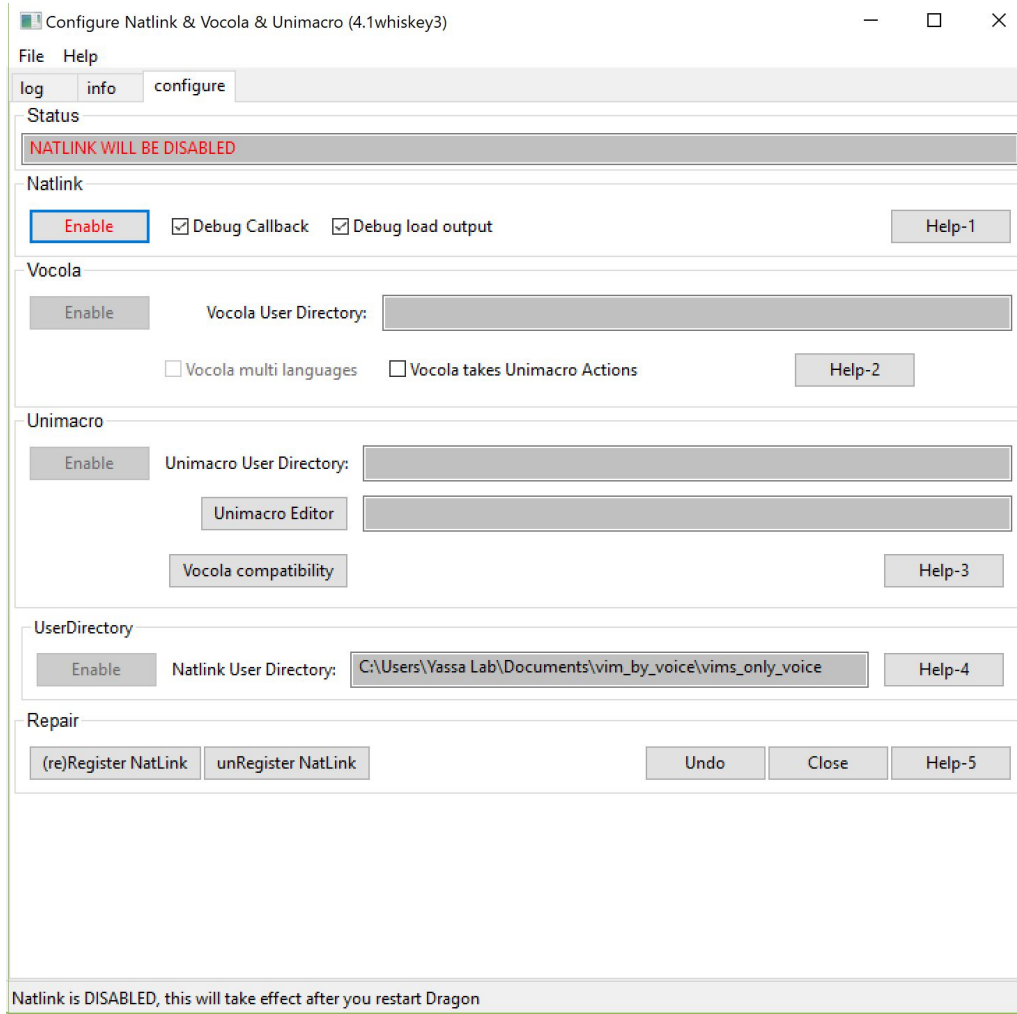 Configure Natlink & Vocola & Unimacro (4.1whiskey3)
File Help
log info configure
Status
NATLINK WILL BE DISABLED
Natlink
Enable Debug Callback Debug load output Help-1
Vocola
Enable Vocola User Directory:
Vocola multi languages Vocola takes Unimacro Actions Help-2
Unimacro
Enable Unimacro User Directory:
Unimacro Editor
Vocola compatibility Help-3
UserDirectory
Enable Natlink User Directory: C:\Users\Yassa Lab\Documents\vim_by_voice\vims_only_voice Help-4
Repair
(re)Register NatLink unRegister NatLink Undo Close Help-5
Natlink is DISABLED, this will take effect after you restart Dragon